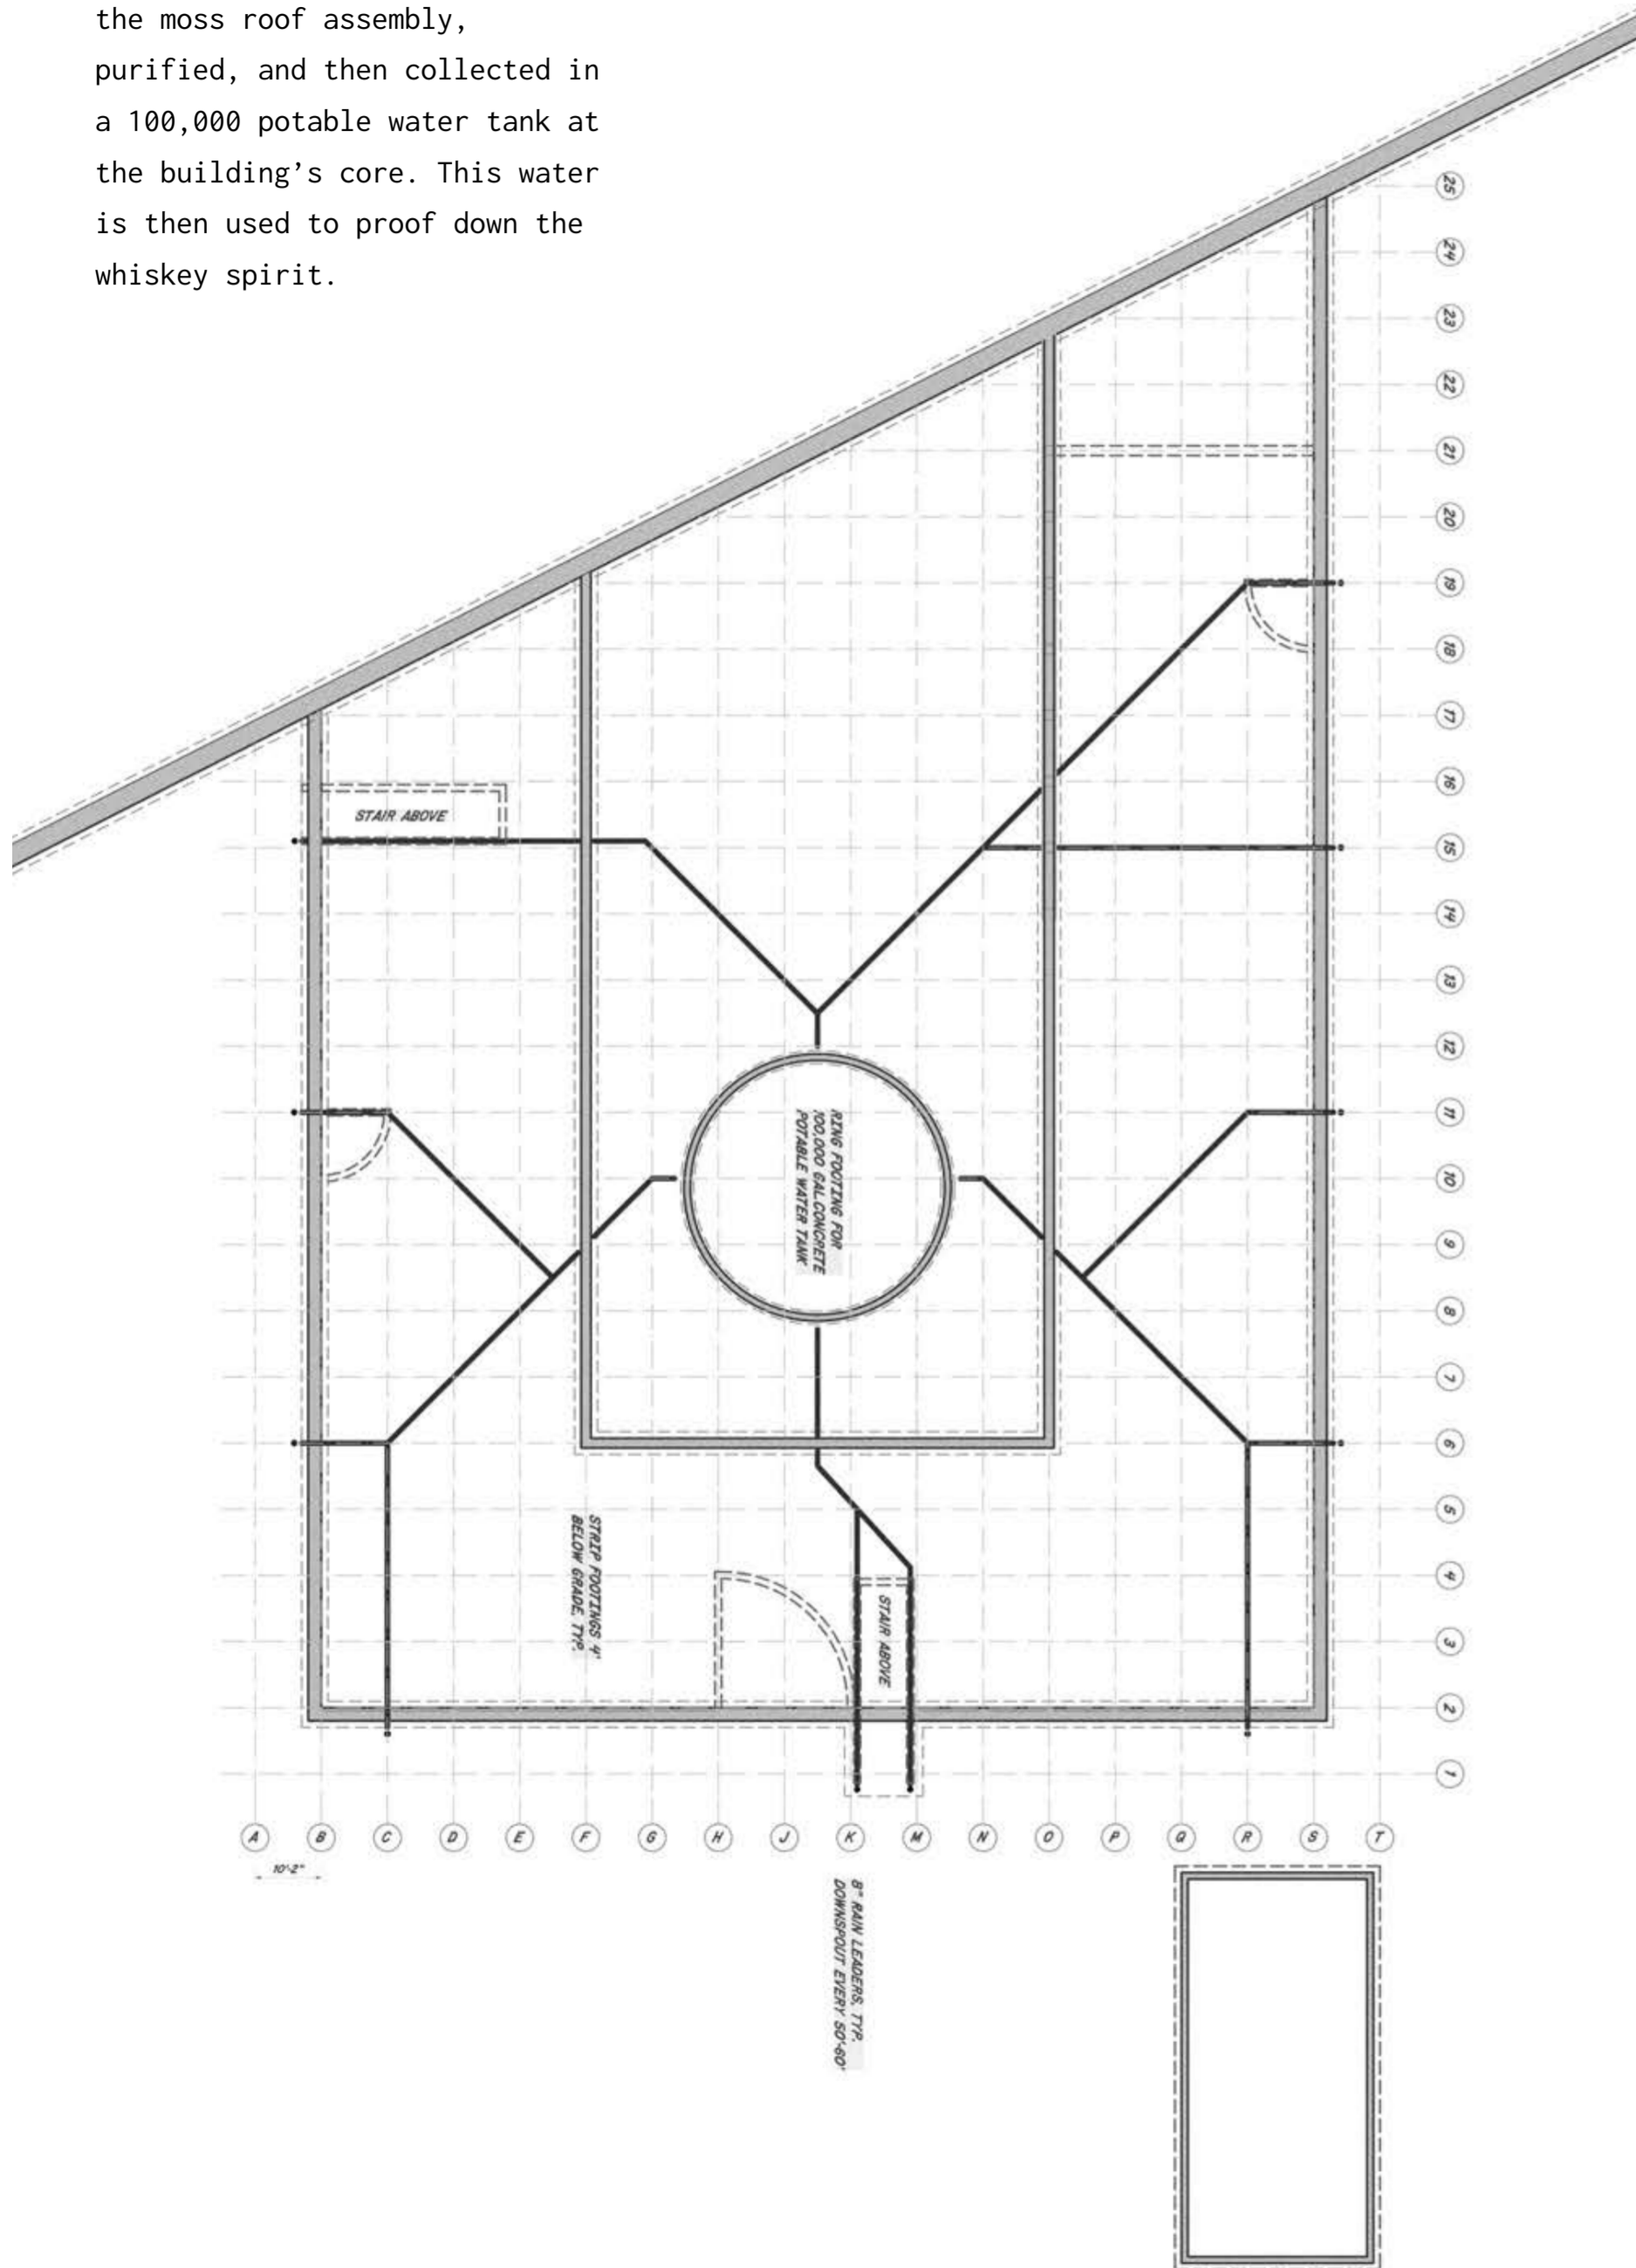 the moss roof assembly,
purified, and then collected in
a 100,000 potable water tank at
the building’s core. This water
is then used to proof down the
whiskey spirit.
25
24
23
22
21
20
19
18
17
16
15
14
13
12
11
10
9
8
7
6
5
4
3
2
1
STAIR ABOVE
RING FOOTING FOR
100,000 GAL.CONCRETE
POTABLE WATER TANK
STRIP FOOTINGS 4'
BELOW GRADE, TYP.
STAIR ABOVE
A B C D E F G H J K M N O P Q R S T
10'-2"
8" RAIN LEADERS, TYP.
DOWNSPOUT EVERY 50'-60'